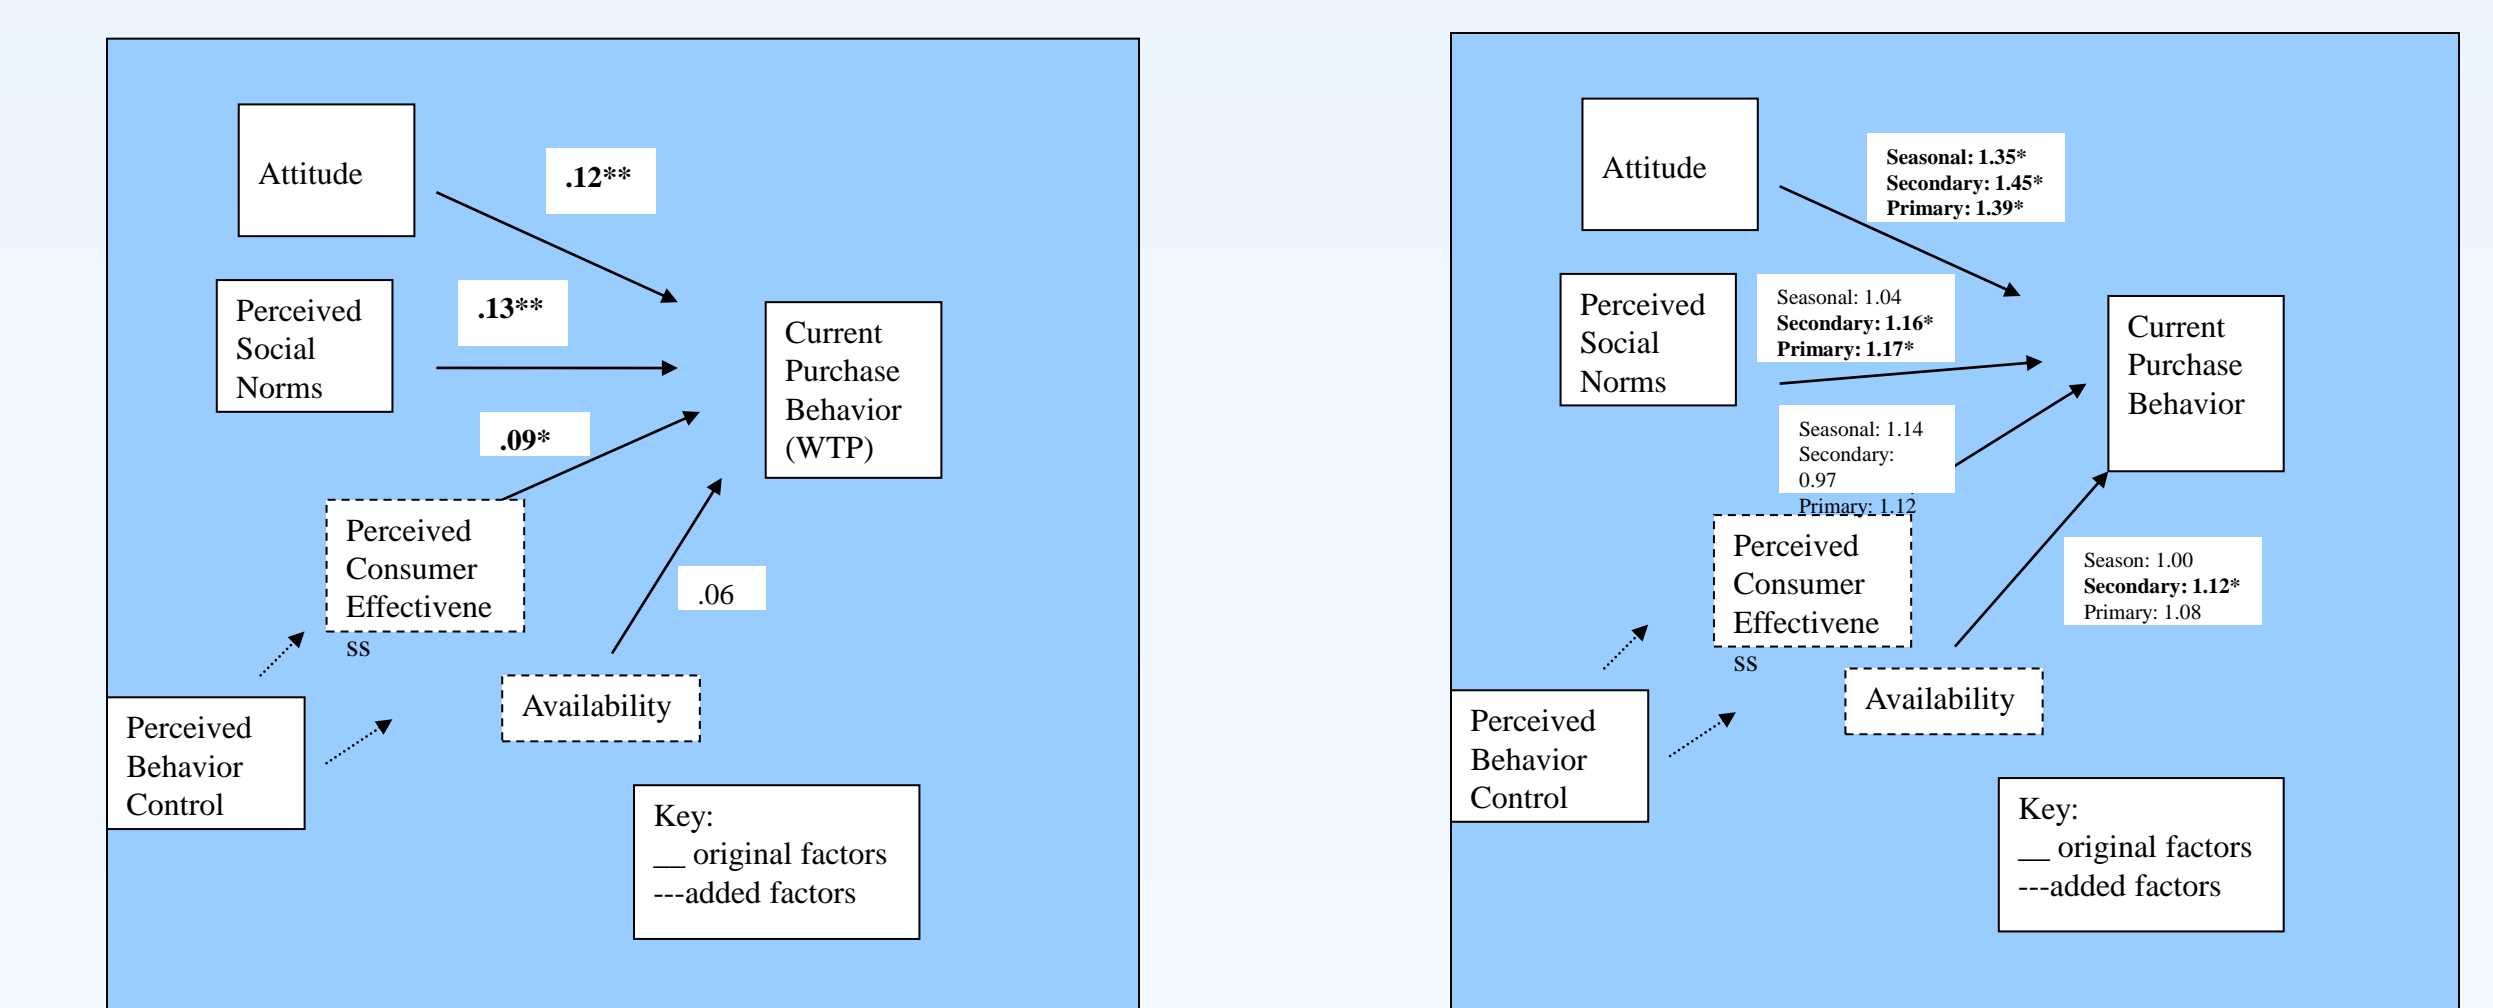 Attitude
.12**
Perceived
Social
Norms
.13**
Current
Purchase
Behavior
(WTP)
.09*
Perceived
Consumer
Effectivene
ss
.06
Availability
Perceived
Behavior
Control
Key:
__ original factors
---added factors
Attitude
Seasonal: 1.35*
Secondary: 1.45*
Primary: 1.39*
Perceived
Social
Norms
Seasonal: 1.04
Secondary: 1.16*
Primary: 1.17*
Current
Purchase
Behavior
Seasonal: 1.14
Secondary:
0.97
Primary: 1.12
Perceived
Consumer
Effectivene
ss
Season: 1.00
Secondary: 1.12*
Primary: 1.08
Availability
Perceived
Behavior
Control
Key:
__ original factors
---added factors